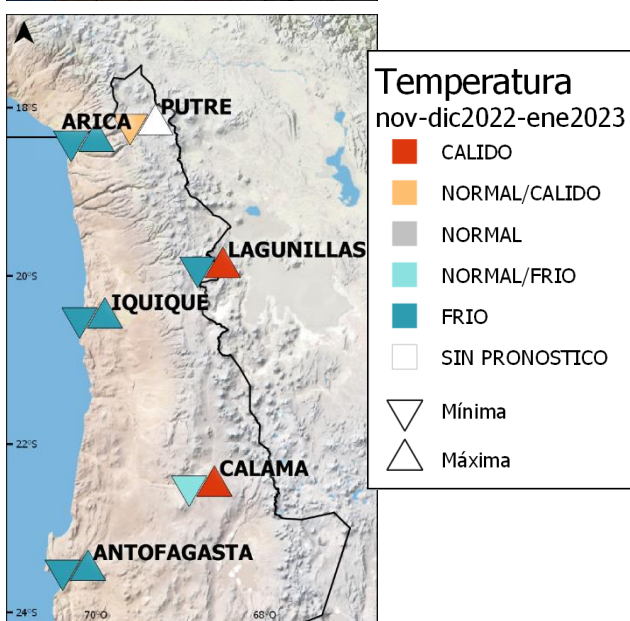 18°S
PUTRE
ARICA
LAGUNILLAS
20°S
IQUIQUE
22°S
CALAMA
ANTOFAGASTA
24°S
70°O
68°O
Temperatura
nov-dic2022-ene2023
CALIDO
NORMAL/CALIDO
NORMAL
NORMAL/FRIO
FRIO
SIN PRONOSTICO
Mínima
Máxima